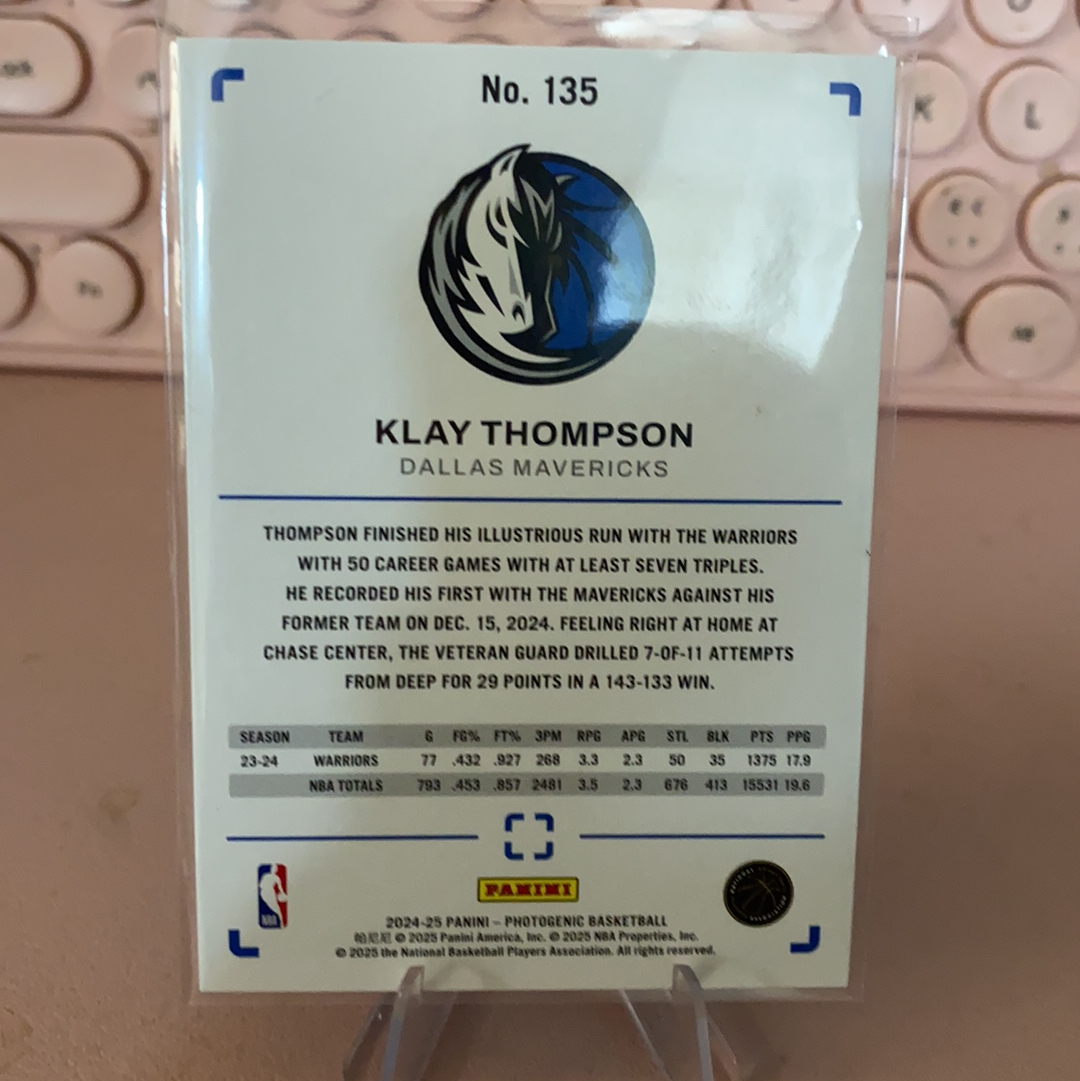 K
L
No. 135
KLAY THOMPSON
DALLAS MAVERICKS
THOMPSON FINISHED HIS ILLUSTRIOUS RUN WITH THE WARRIORS
WITH 50 CAREER GAMES WITH AT LEAST SEVEN TRIPLES.
HE RECORDED HIS FIRST WITH THE MAVERICKS AGAINST HIS
FORMER TEAM ON DEC. 15, 2024. FEELING RIGHT AT HOME AT
CHASE CENTER, THE VETERAN GUARD DRILLED 7-OF-11 ATTEMPTS
FROM DEEP FOR 29 POINTS IN A 143-133 WIN.
SEASON TEAM G FG% FT% 3PM RPG APG STL BLK PTS PPG
23-24 WARRIORS 77 .432 .927 268 3.3 2.3 50 35 1375 17.9
NBA TOTALS 793 .453 .857 2481 3.5 2.3 676 413 15531 19.6
NBA
PANINI
2024-25 PANINI – PHOTOGENIC BASKETBALL
帕尼尼 © 2025 Panini America, Inc. © 2025 NBA Properties, Inc.
© 2025 the National Basketball Players Association. All rights reserved.